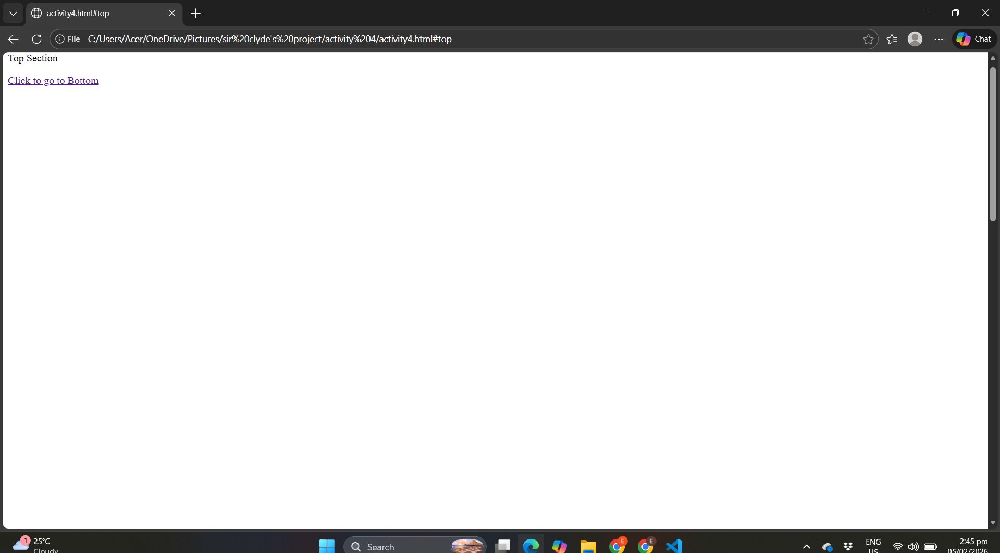 activity4.html#top
File C:/Users/Acer/OneDrive/Pictures/sir%20clyde's%20project/activity%204/activity4.html#top
Chat
Top Section
Click to go to Bottom
1
25°C
Cloudy
Search
E
E
ENG
US
2:45 pm
05/02/2026